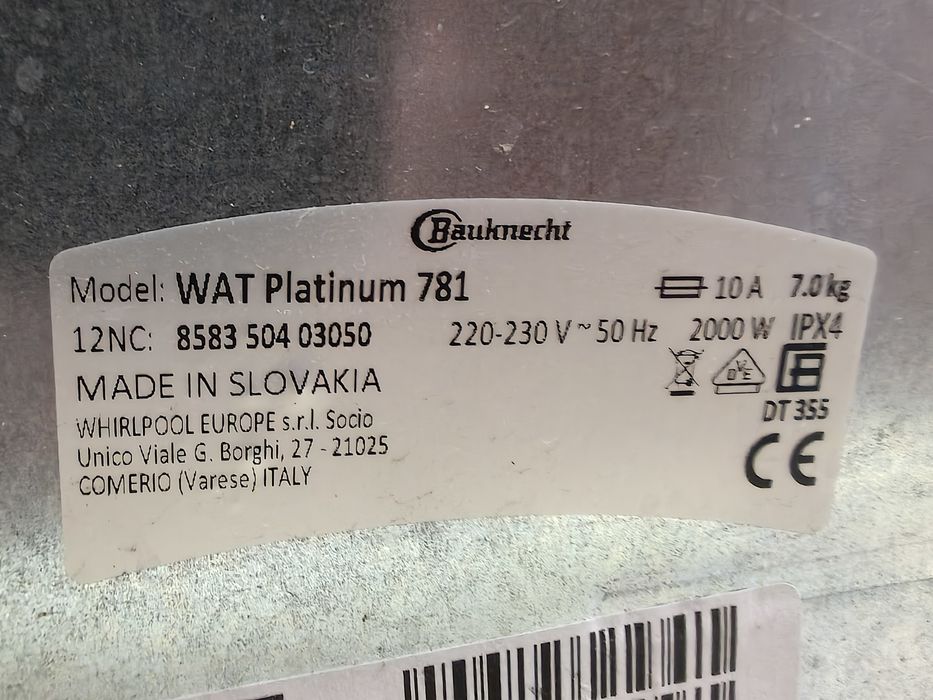 Bauknecht
Model: WAT Platinum 781
10 A 7.0 kg
12NC: 8583 504 03050
220-230 V ~ 50 Hz 2000 W IPX4
MADE IN SLOVAKIA
DVE
DT 355
WHIRLPOOL EUROPE s.r.l. Socio
Unico Viale G. Borghi, 27 - 21025
COMERIO (Varese) ITALY
CE